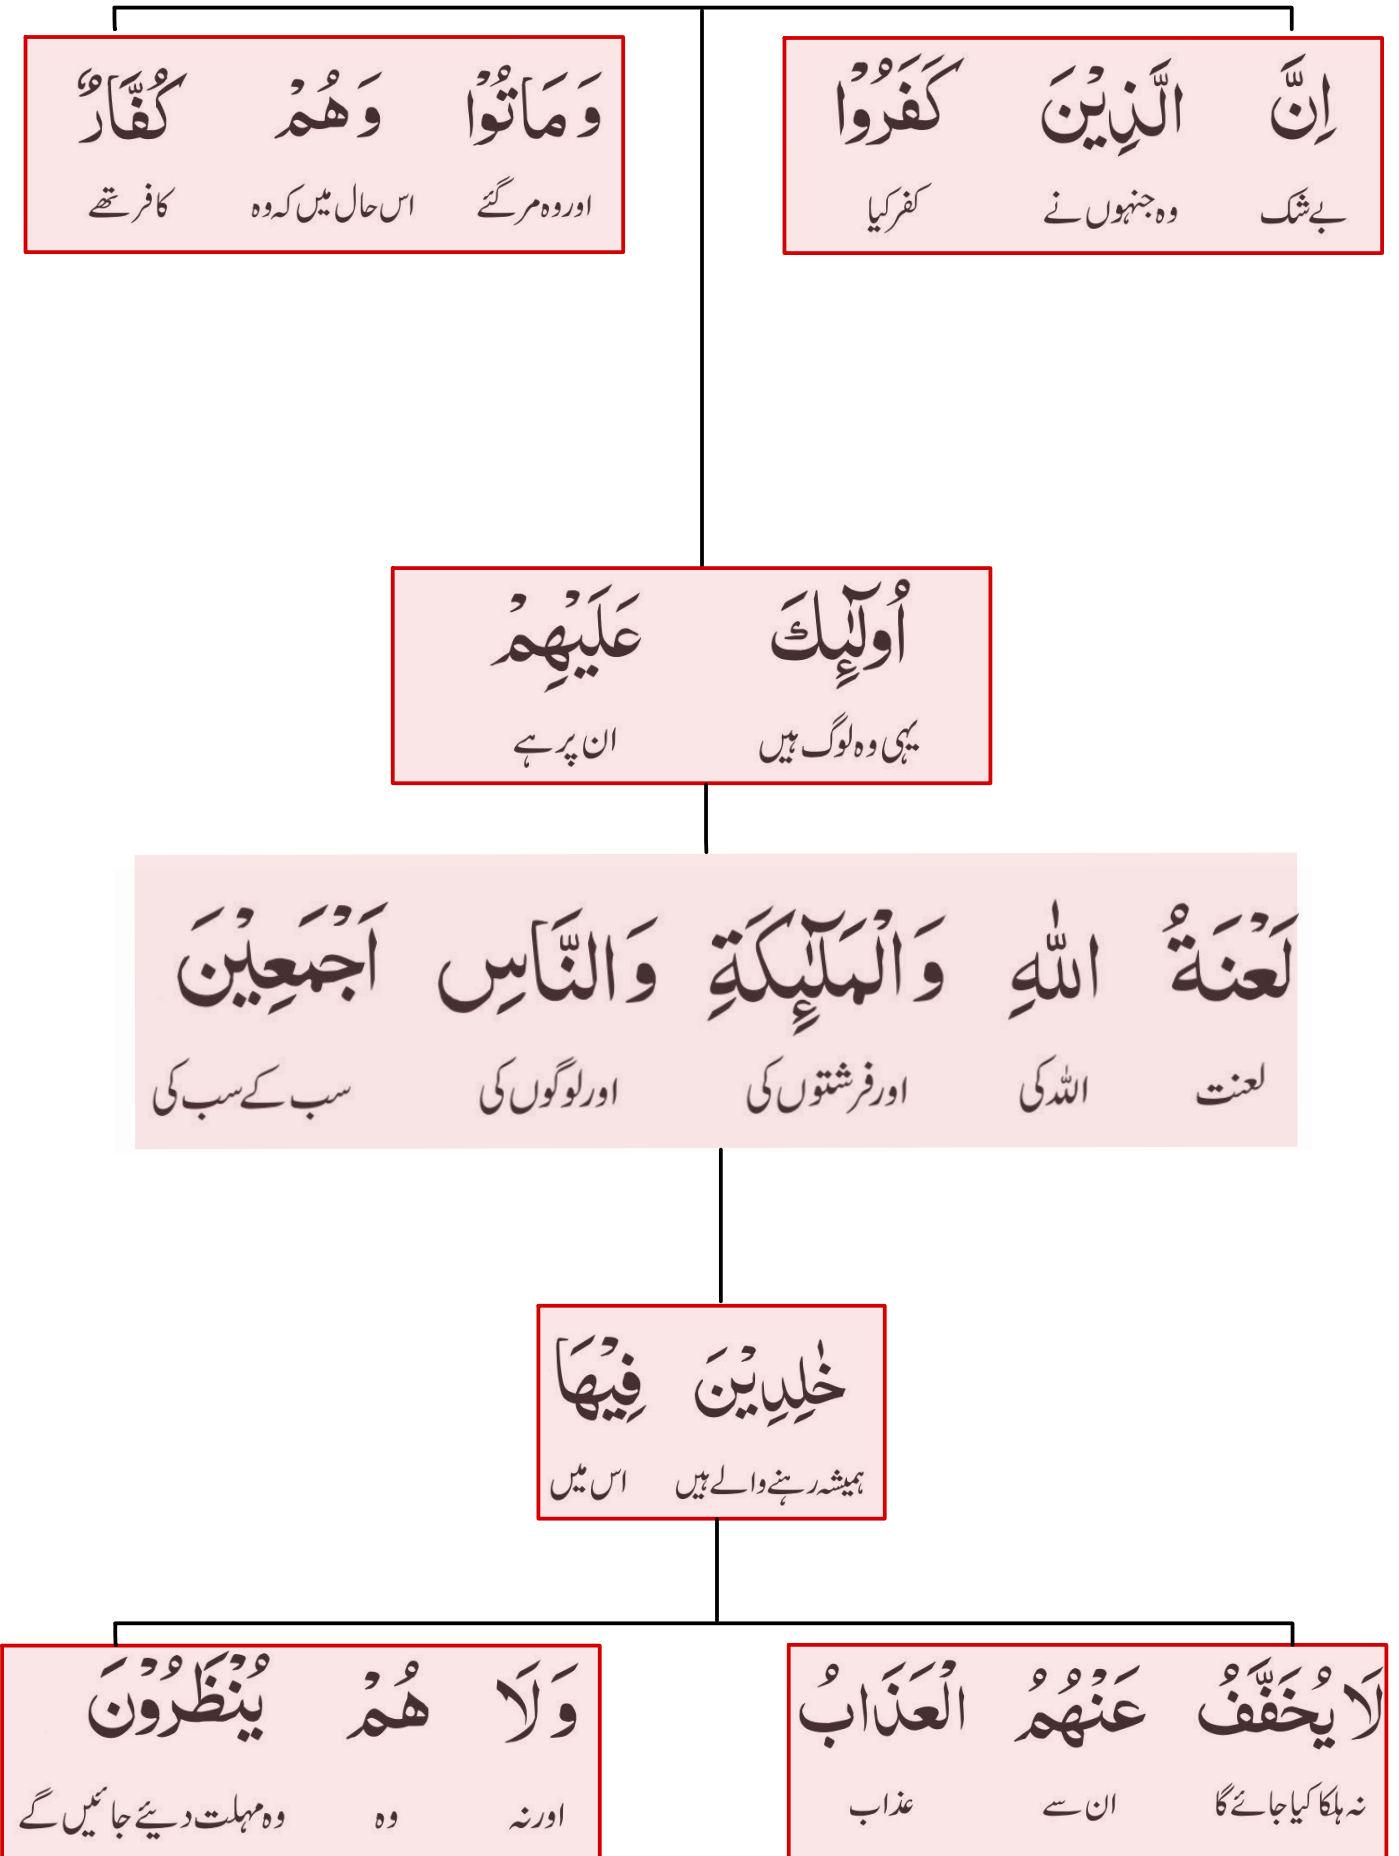 اِنَّ الَّذِيْنَ كَفَرُوْا
بے شک وہ جنہوں نے کفر کیا
وَ مَاتُوْا وَ هُمْ كُفَّارٌ
اور وہ مر گئے اس حال میں کہ وہ کافر تھے
اُولٰٓئِكَ عَلَيْهِمْ
یہی وہ لوگ ہیں ان پر ہے
لَعْنَةُ اللّٰهِ وَ الْمَلٰٓئِكَةِ وَ النَّاسِ اَجْمَعِيْنَ
لعنت اللہ کی اور فرشتوں کی اور لوگوں کی سب کے سب کی
خٰلِدِيْنَ فِيْهَا
ہمیشہ رہنے والے ہیں اس میں
لَا يُخَفَّفُ عَنْهُمُ الْعَذَابُ
نہ ہلکا کیا جائے گا ان سے عذاب
وَ لَا هُمْ يُنْظَرُوْنَ
اور نہ وہ وہ مہلت دیئے جائیں گے